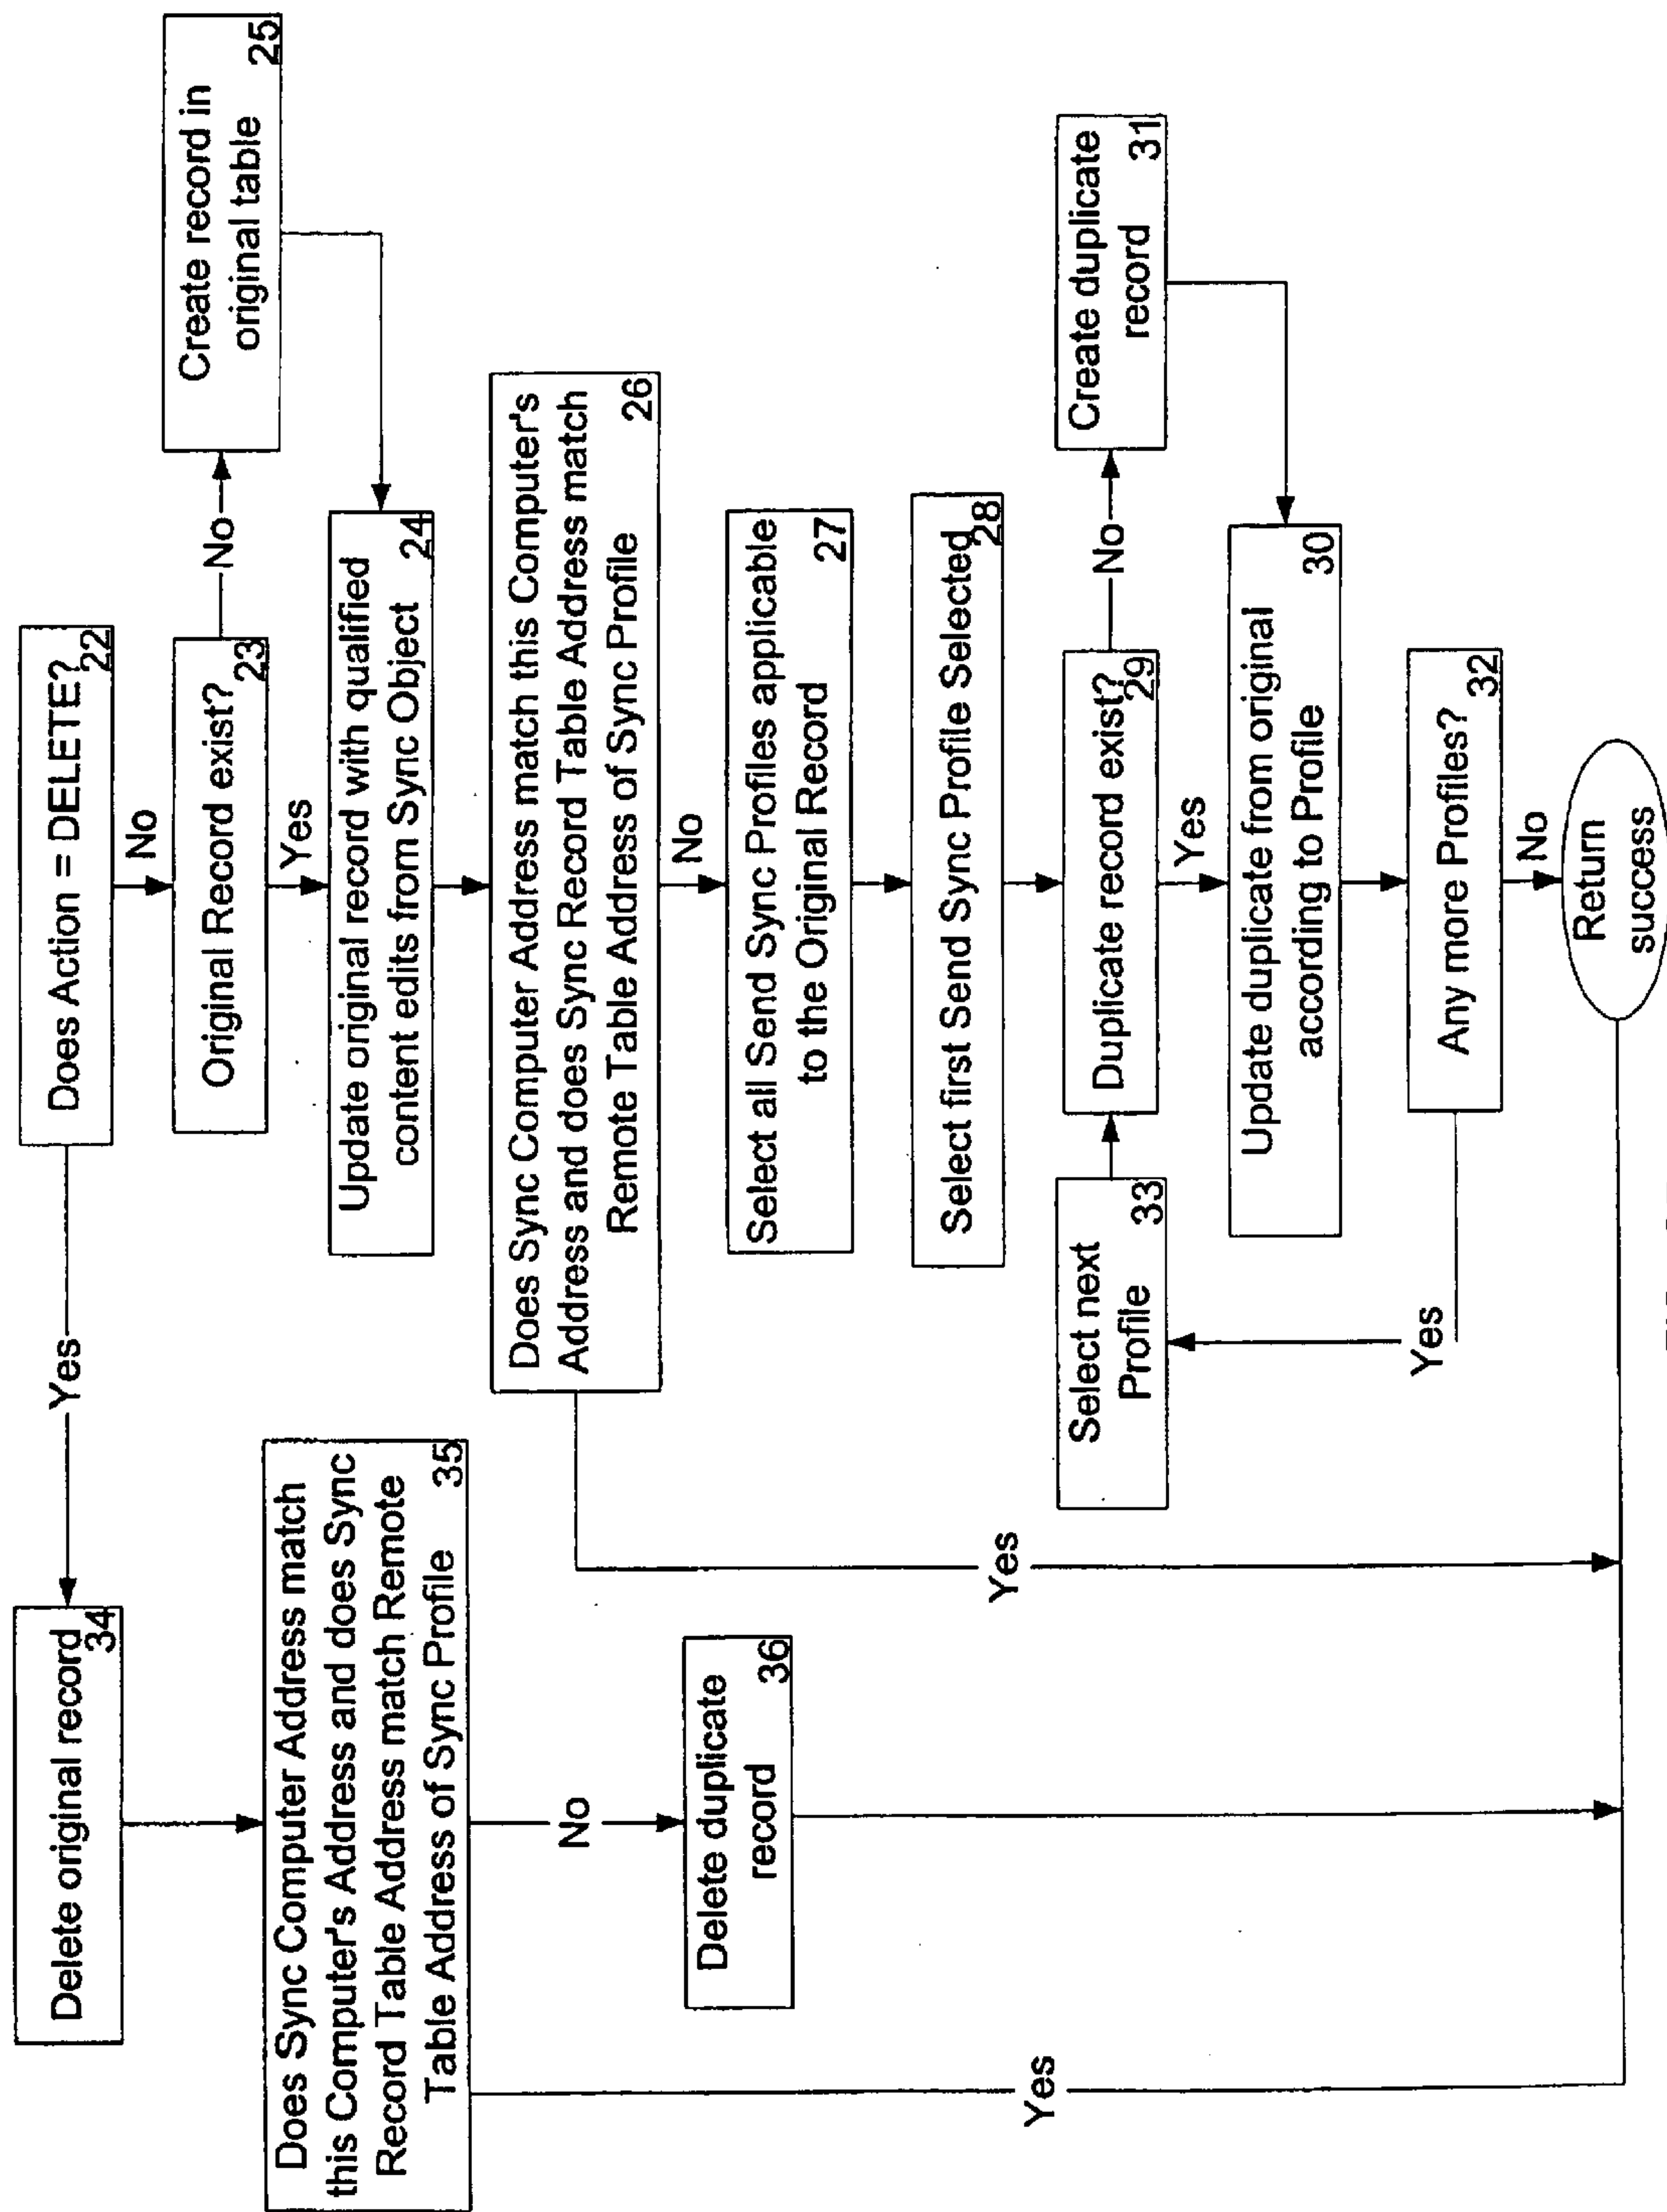 Does Action = DELETE?
22
No
Yes
Original Record exist?
23
No
Create record in
original table
25
Yes
Update original record with qualified
content edits from Sync Object
24
Does Sync Computer Address match this Computer's
Address and does Sync Record Table Address match
Remote Table Address of Sync Profile
26
No
Yes
Select all Send Sync Profiles applicable
to the Original Record
27
Select first Send Sync Profile Selected
28
Duplicate record exist?
29
No
Create duplicate
record
31
Yes
Update duplicate from original
according to Profile
30
Any more Profiles?
32
Yes
Select next
Profile
33
No
Return
success
Delete original record
34
Does Sync Computer Address match
this Computer's Address and does Sync
Record Table Address match Remote
Table Address of Sync Profile
35
No
Delete duplicate
record
36
Yes